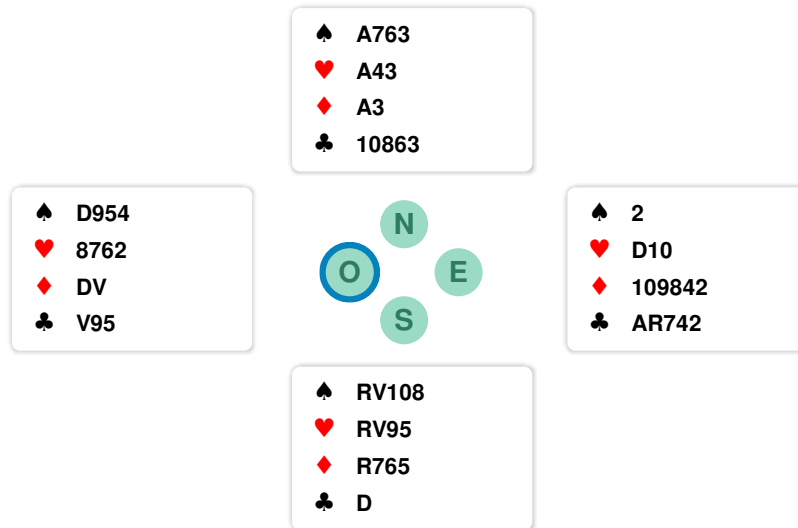 ♠ A763
♥ A43
♦ A3
♣ 10863
♠ D954
♥ 8762
♦ DV
♣ V95
N
O
E
S
♠ 2
♥ D10
♦ 109842
♣ AR742
♠ RV108
♥ RV95
♦ R765
♣ D